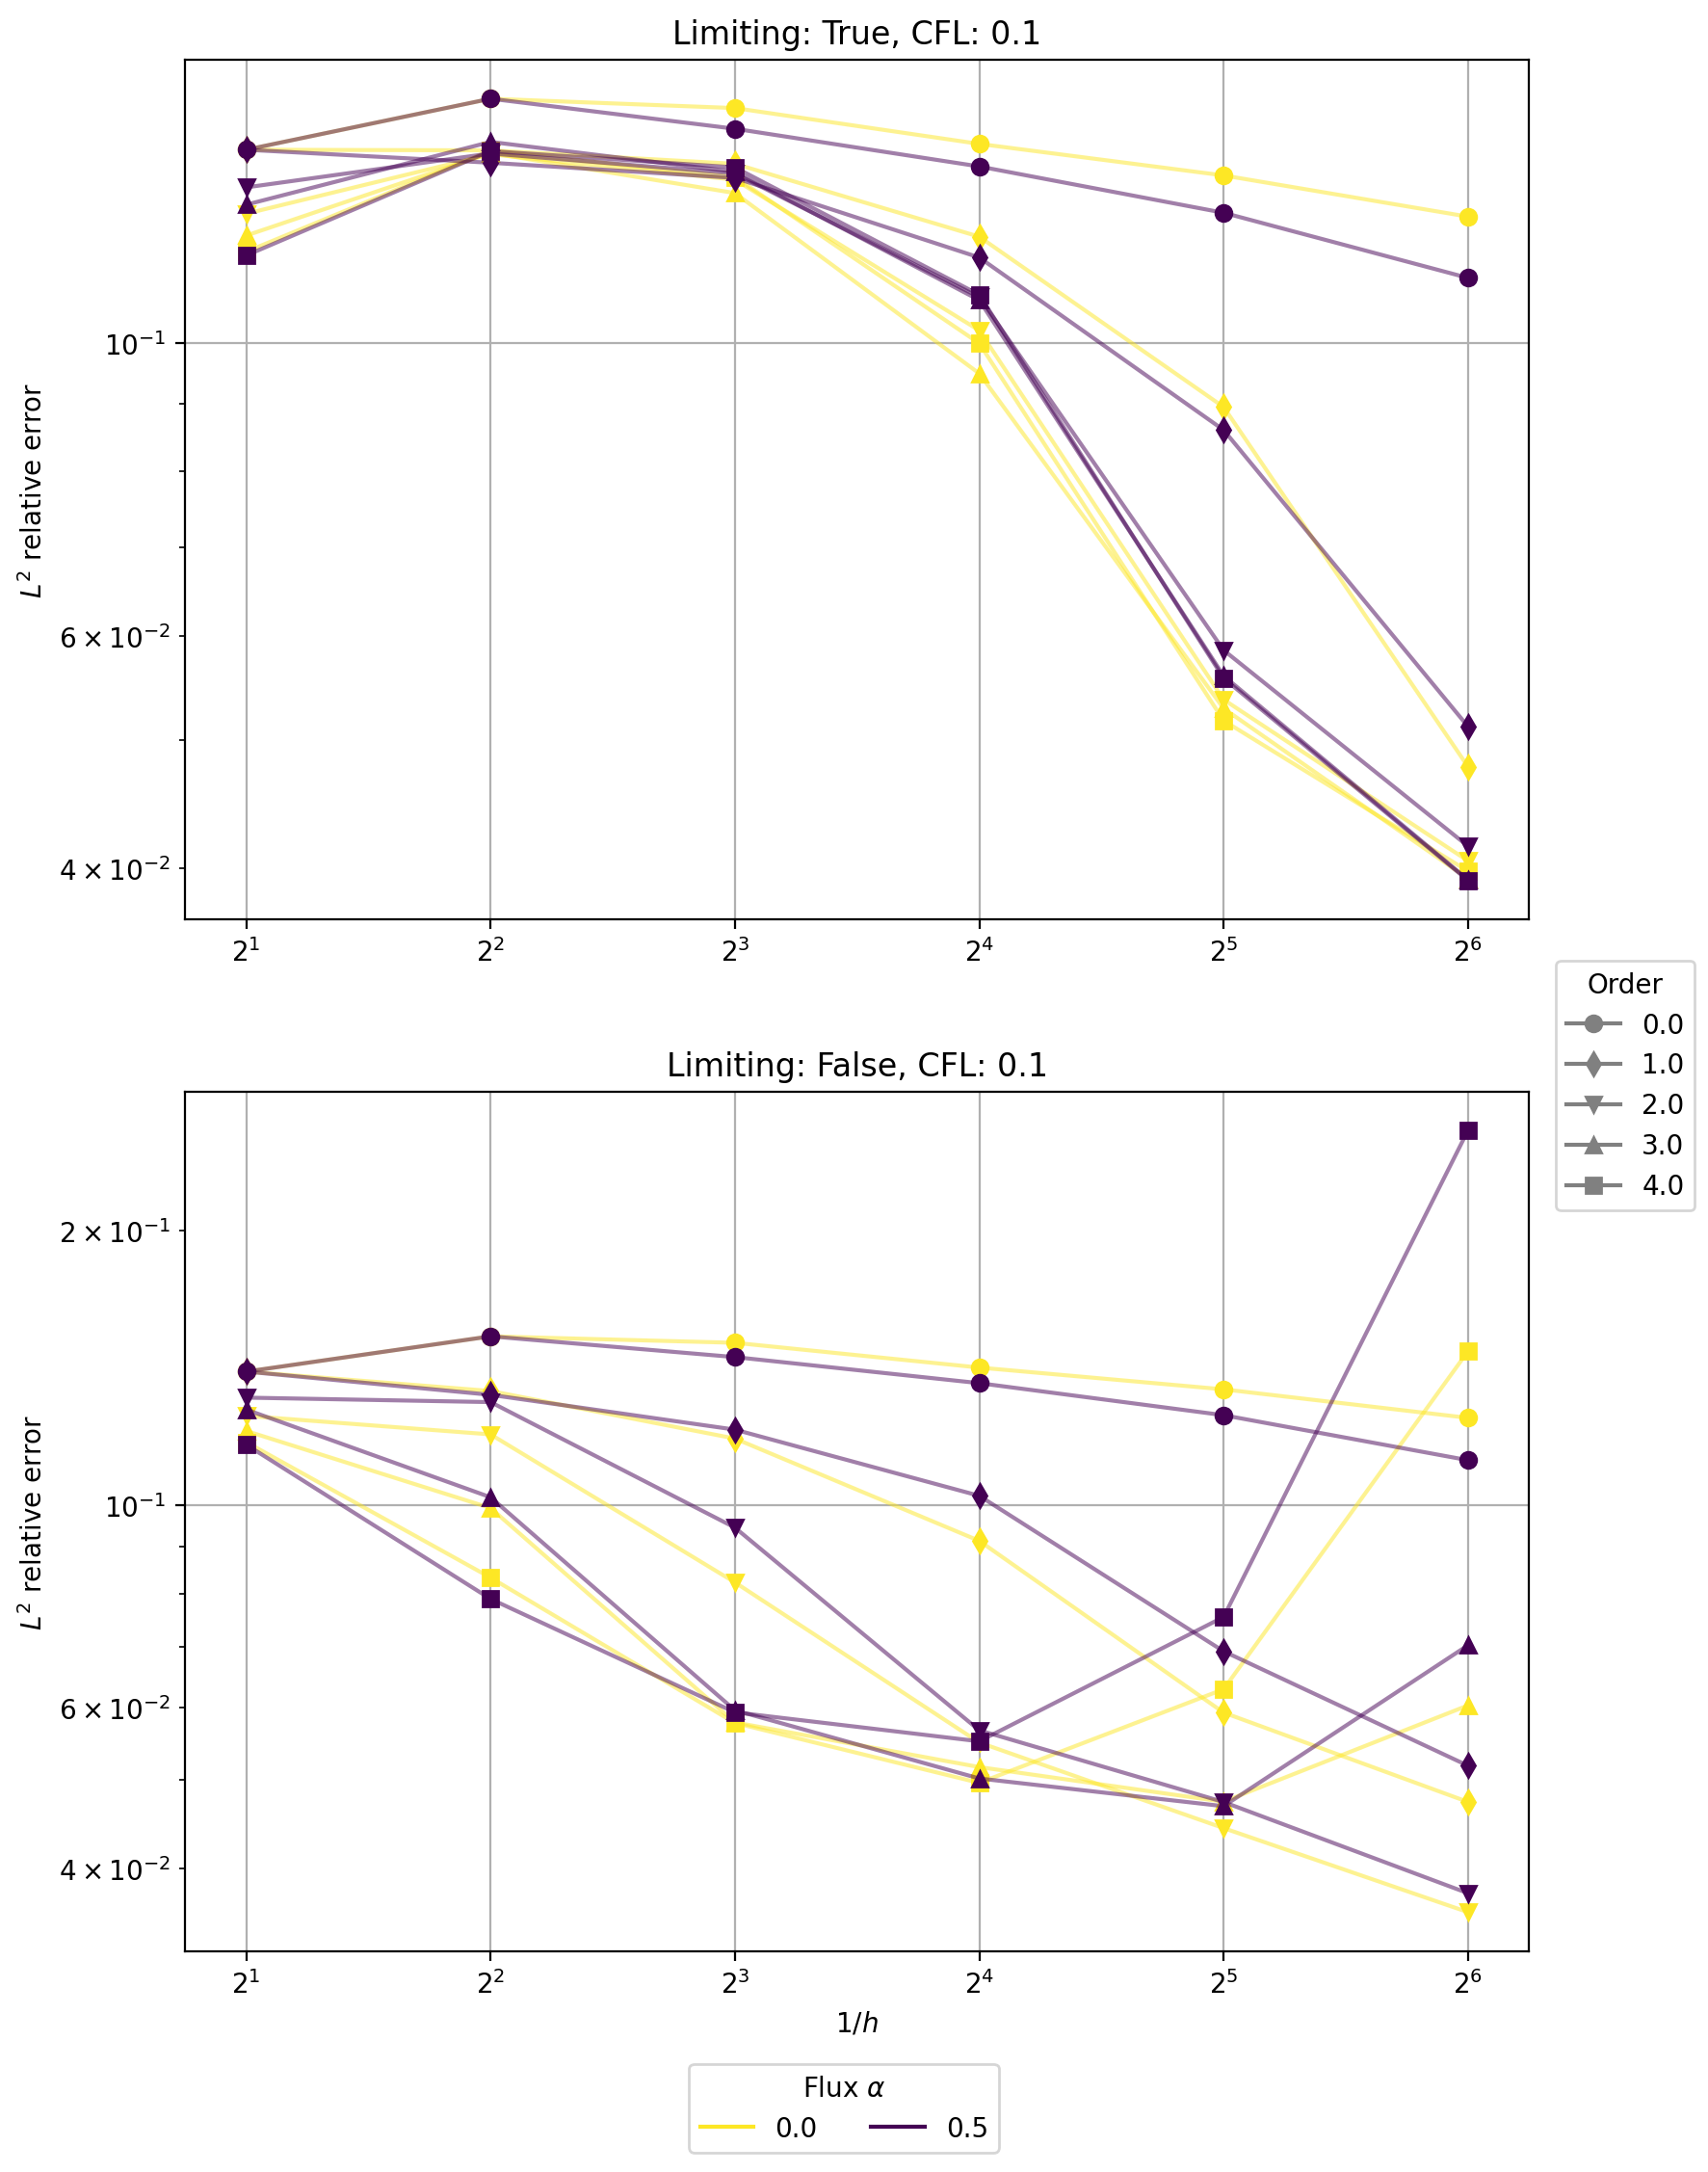 Limiting: True, CFL: 0.1
L² relative error
10⁻¹
6 × 10⁻²
4 × 10⁻²
2¹ 2² 2³ 2⁴ 2⁵ 2⁶
Order
0.0
1.0
2.0
3.0
4.0
Limiting: False, CFL: 0.1
L² relative error
2 × 10⁻¹
10⁻¹
6 × 10⁻²
4 × 10⁻²
2¹ 2² 2³ 2⁴ 2⁵ 2⁶
1/h
Flux α
0.0 0.5